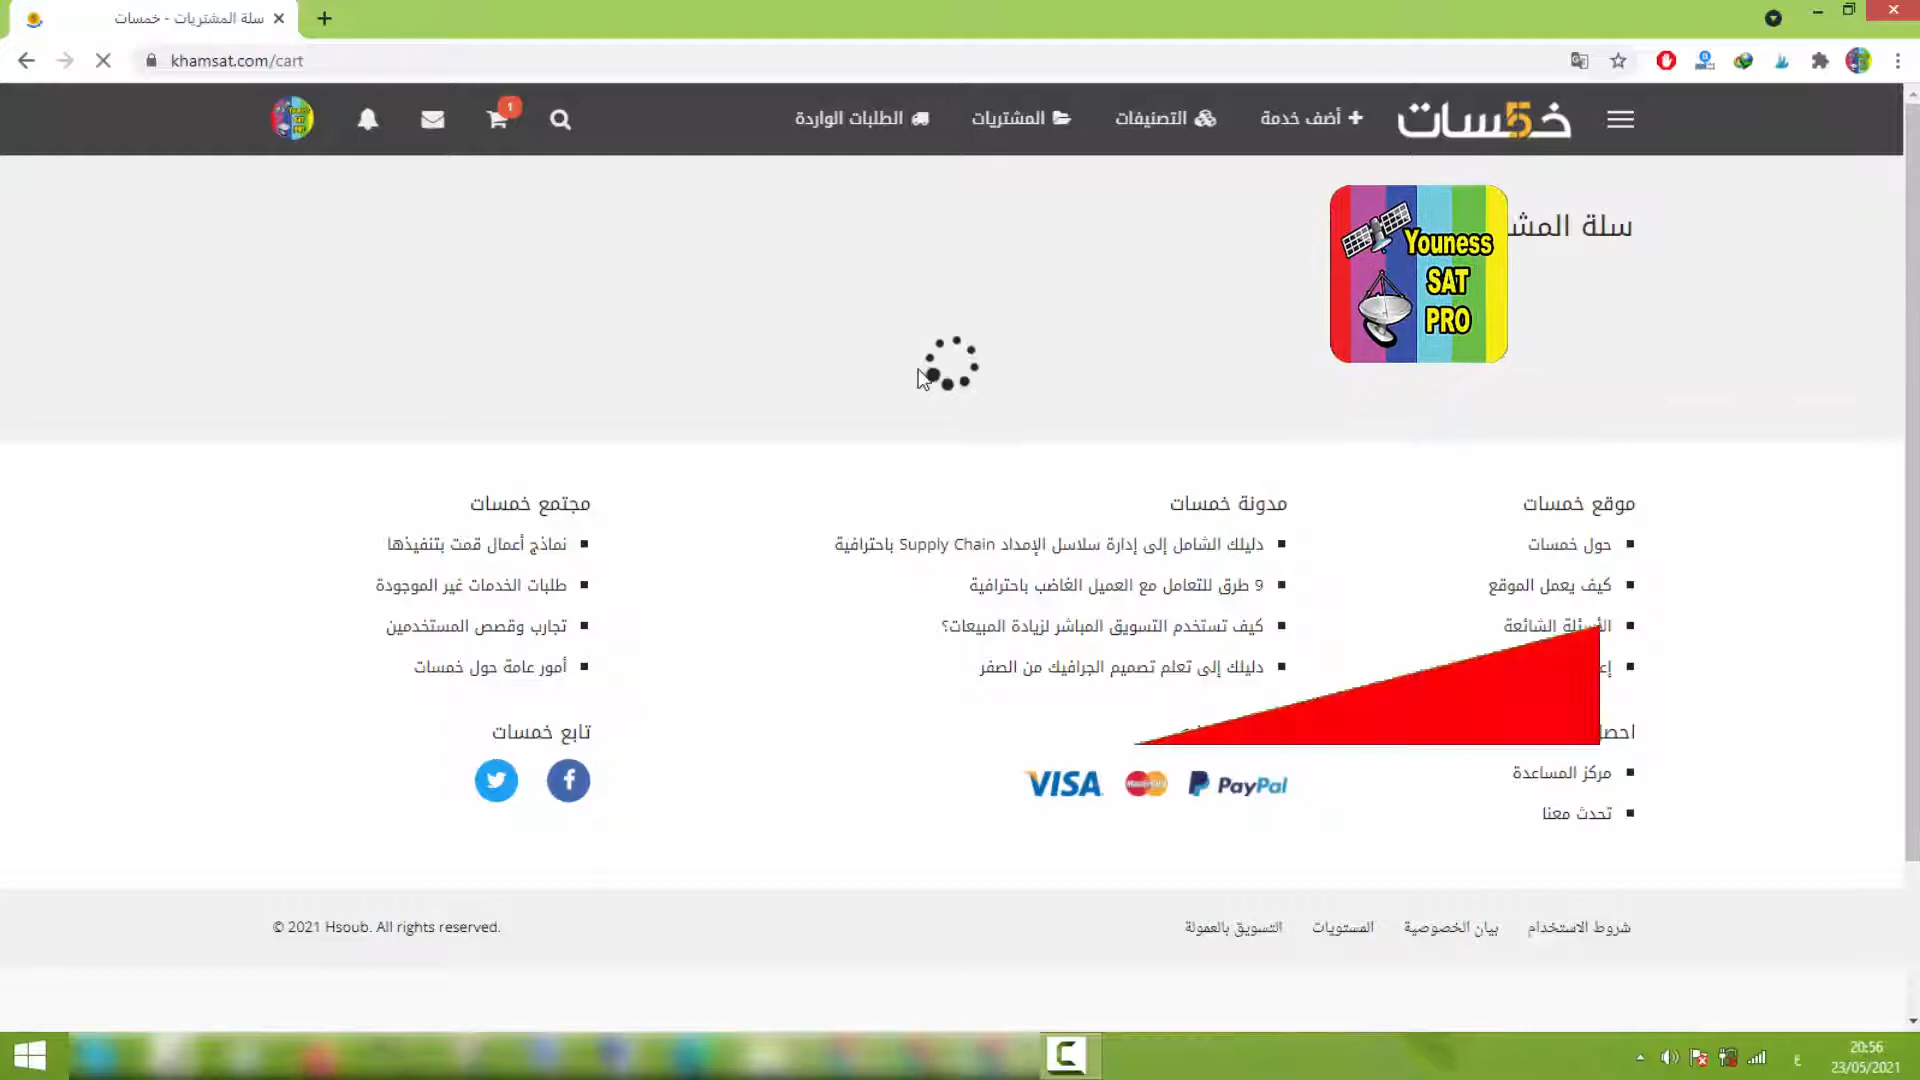 سلة المشتريات - خمسات
khamsat.com/cart
خمسات
أضف خدمة
التصنيفات
المشتريات
الطلبات الواردة
1
سلة المش
Youness
SAT
PRO
موقع خمسات
حول خمسات
كيف يعمل الموقع
الأسئلة الشائعة
مدونة خمسات
دليلك الشامل إلى إدارة سلاسل الإمداد Supply Chain باحترافية
9 طرق للتعامل مع العميل الغاضب باحترافية
كيف تستخدم التسويق المباشر لزيادة المبيعات؟
دليلك إلى تعلم تصميم الجرافيك من الصفر
مجتمع خمسات
نماذج أعمال قمت بتنفيذها
طلبات الخدمات غير الموجودة
تجارب وقصص المستخدمين
أمور عامة حول خمسات
احصا
مركز المساعدة
تحدث معنا
VISA
MasterCard
PayPal
تابع خمسات
شروط الاستخدام
بيان الخصوصية
المستويات
التسويق بالعمولة
© 2021 Hsoub. All rights reserved.
ع
20:56
23/05/2021